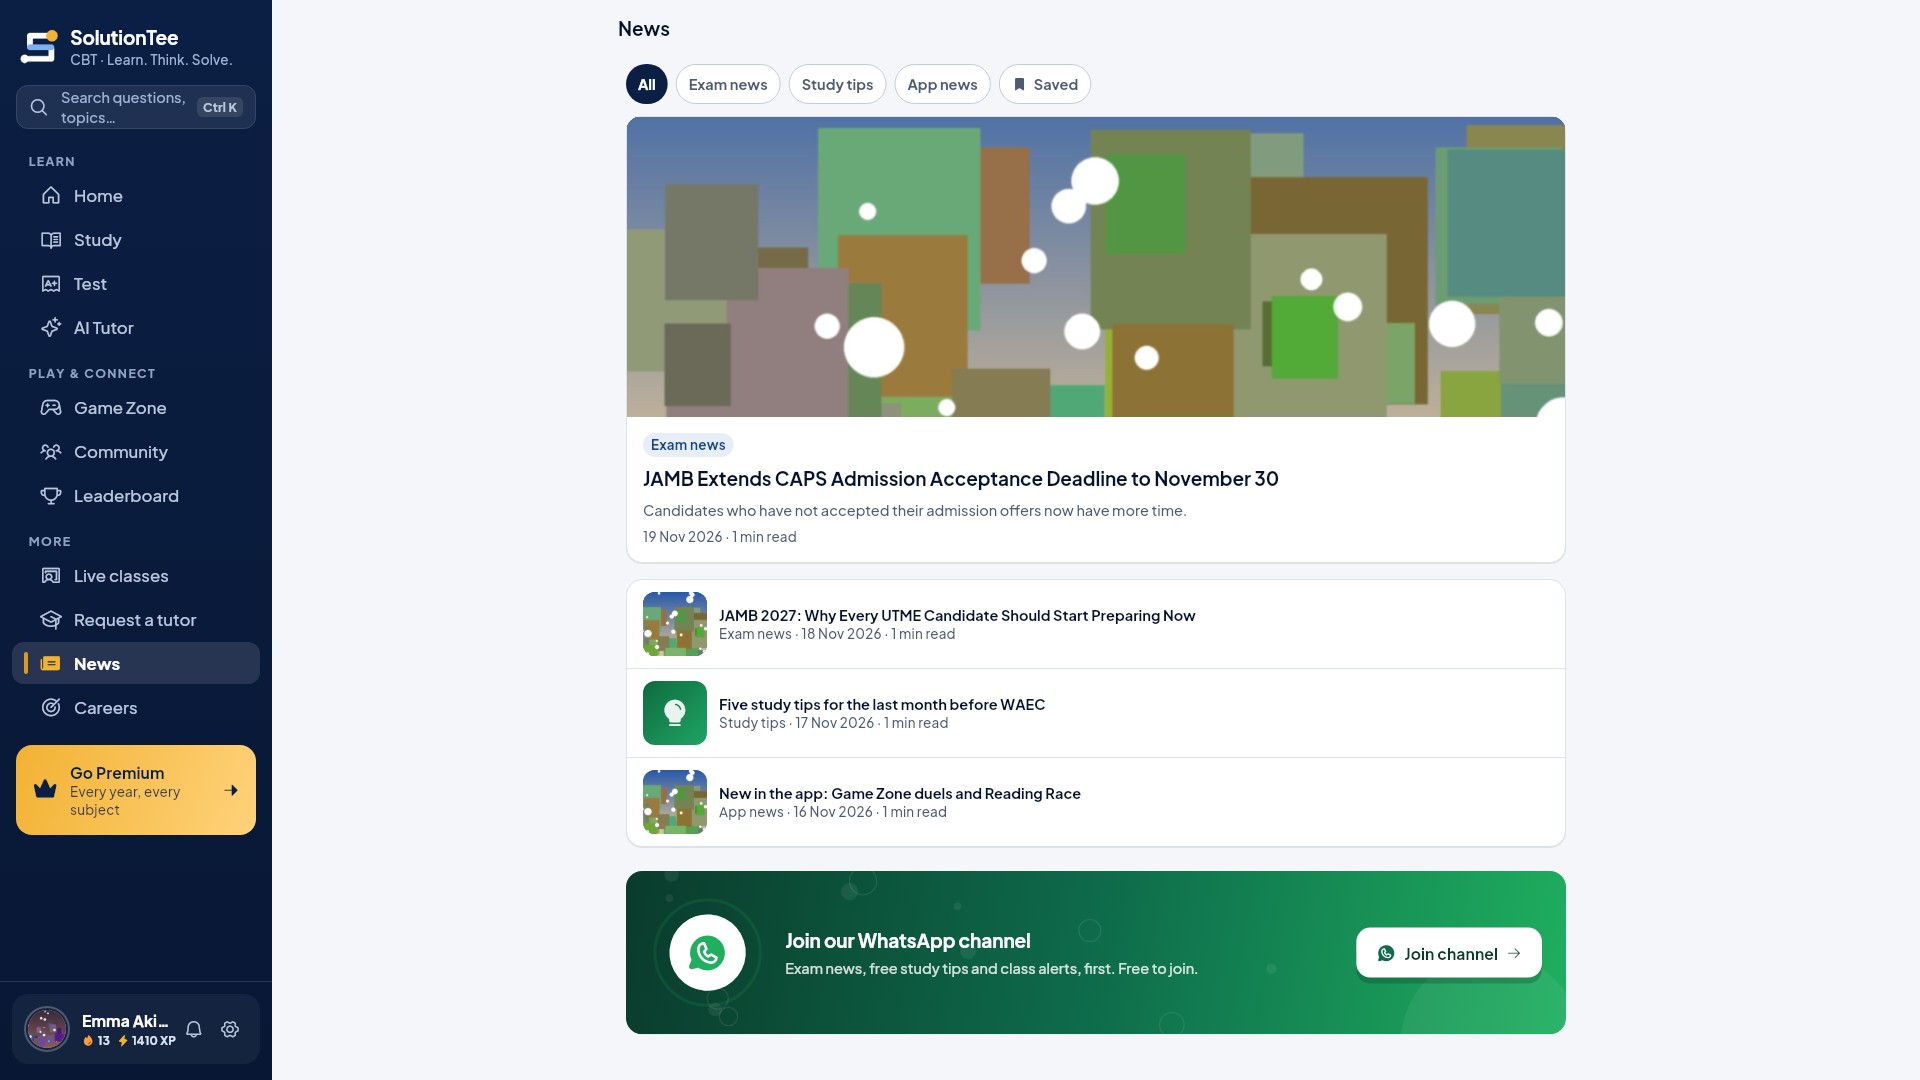 SolutionTee
CBT · Learn. Think. Solve.
Search questions,
topics…
Ctrl K
LEARN
Home
Study
Test
AI Tutor
PLAY & CONNECT
Game Zone
Community
Leaderboard
MORE
Live classes
Request a tutor
News
Careers
Go Premium
Every year, every
subject
Emma Aki…
13 1410 XP
News
All
Exam news
Study tips
App news
Saved
Exam news
JAMB Extends CAPS Admission Acceptance Deadline to November 30
Candidates who have not accepted their admission offers now have more time.
19 Nov 2026 · 1 min read
JAMB 2027: Why Every UTME Candidate Should Start Preparing Now
Exam news · 18 Nov 2026 · 1 min read
Five study tips for the last month before WAEC
Study tips · 17 Nov 2026 · 1 min read
New in the app: Game Zone duels and Reading Race
App news · 16 Nov 2026 · 1 min read
Join our WhatsApp channel
Exam news, free study tips and class alerts, first. Free to join.
Join channel